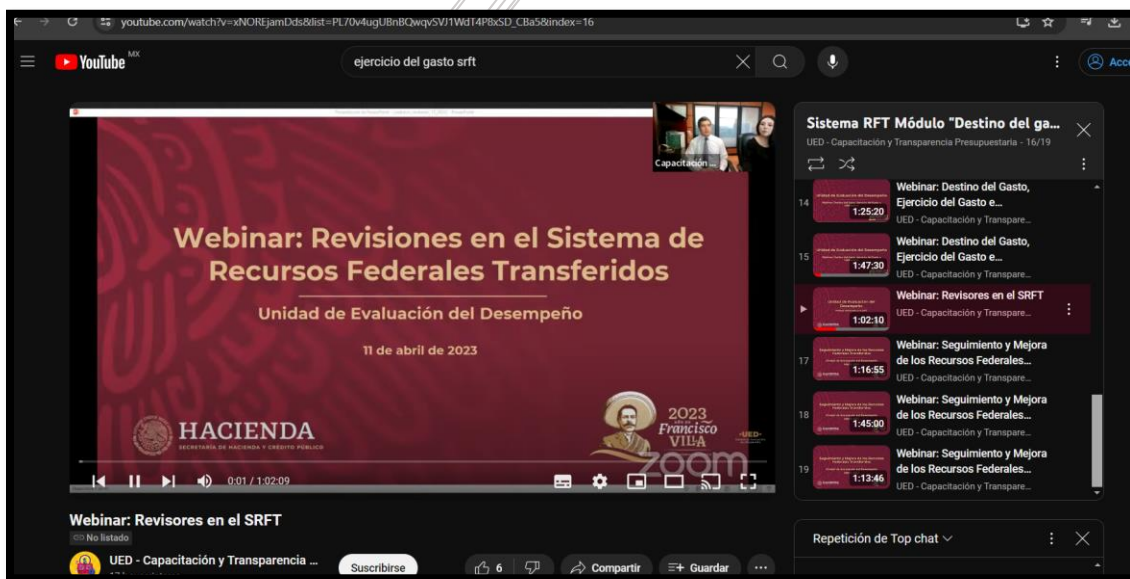 youtube.com/watch?v=xNOREjamDds&list=PL70v4ugUBnBQwqvSVJ1WdT4P8xSD_CBa5&index=16
YouTube MX
ejercicio del gasto srft
Acce
Capacitación ...
Webinar: Revisiones en el Sistema de
Recursos Federales Transferidos
Unidad de Evaluación del Desempeño
11 de abril de 2023
HACIENDA
SECRETARÍA DE HACIENDA Y CRÉDITO PÚBLICO
2023
Francisco
VILLA
-UED-
zoom
0:01 / 1:02:09
Webinar: Revisores en el SRFT
No listado
UED - Capacitación y Transparencia ...
Suscribirse
6
Compartir
Guardar
Sistema RFT Módulo "Destino del ga...
UED - Capacitación y Transparencia Presupuestaria - 16/19
14
1:25:20
Webinar: Destino del Gasto,
Ejercicio del Gasto e...
UED - Capacitación y Transpare...
15
1:47:30
Webinar: Destino del Gasto,
Ejercicio del Gasto e...
UED - Capacitación y Transpare...
1:02:10
Webinar: Revisores en el SRFT
UED - Capacitación y Transpare...
17
1:16:55
Webinar: Seguimiento y Mejora
de los Recursos Federales...
UED - Capacitación y Transpare...
18
1:45:00
Webinar: Seguimiento y Mejora
de los Recursos Federales...
UED - Capacitación y Transpare...
19
1:13:46
Webinar: Seguimiento y Mejora
de los Recursos Federales...
UED - Capacitación y Transpare...
Repetición de Top chat